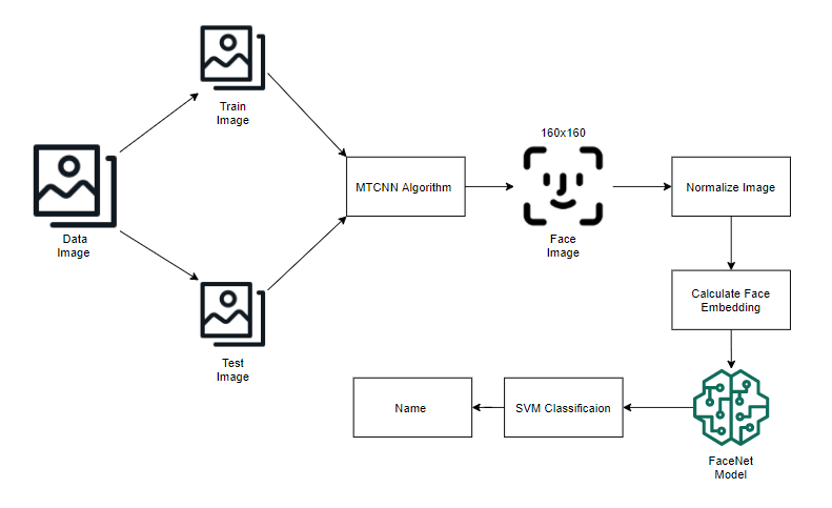 Train
Image
160x160
MTCNN Algorithm
Normalize Image
Data
Image
Face
Image
Calculate Face
Embedding
Test
Image
Name
SVM Classificaion
FaceNet
Model